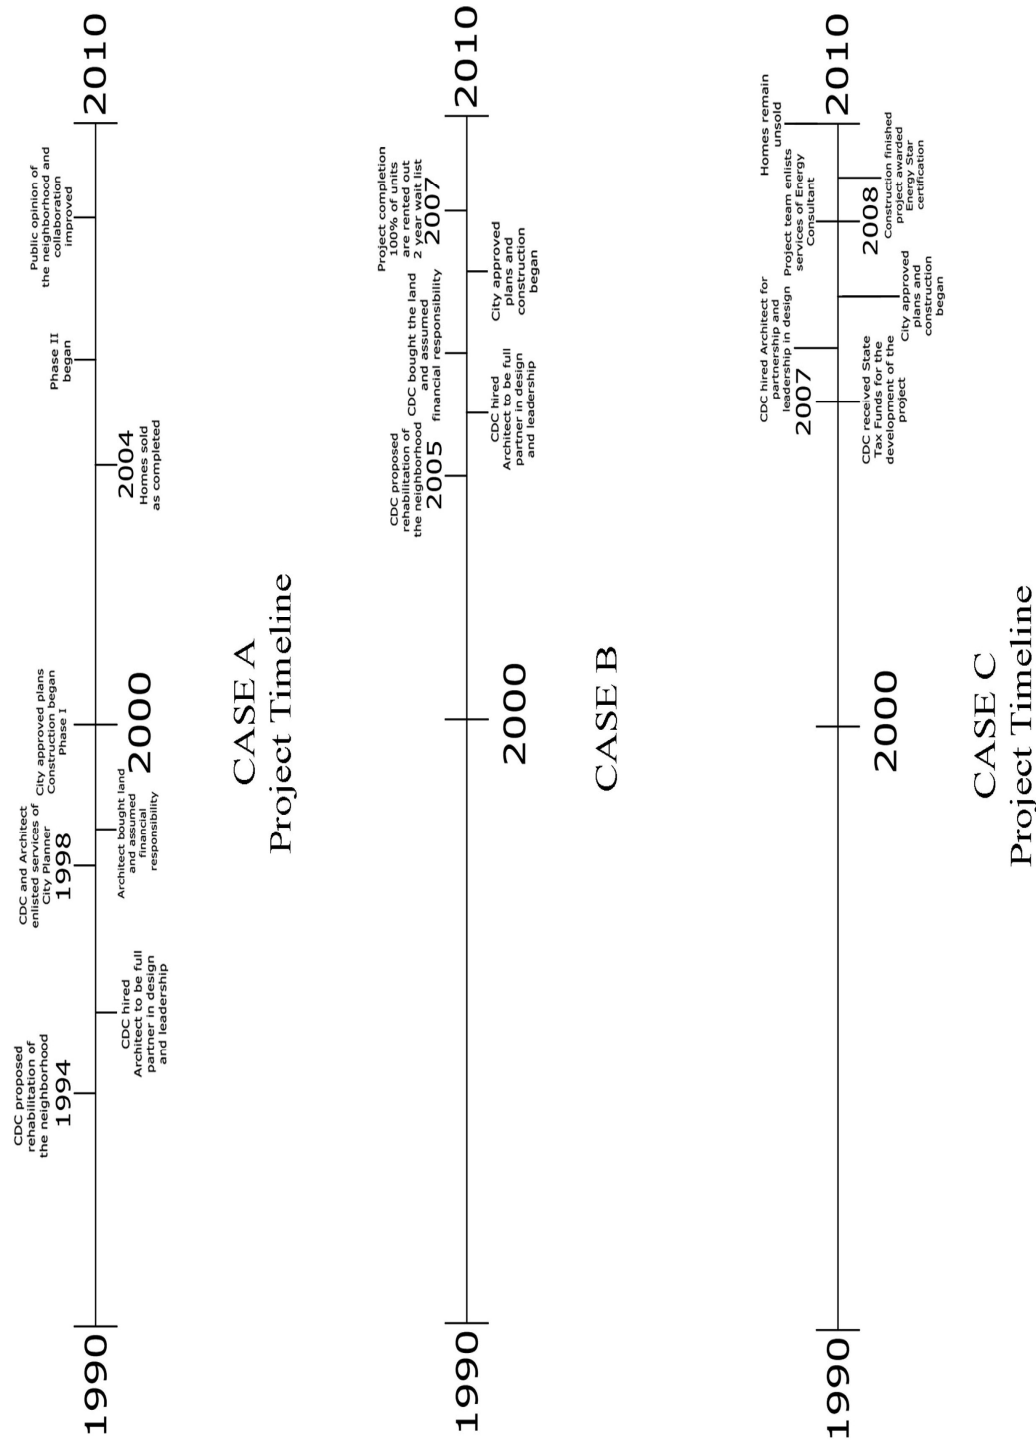 CDC proposed
rehabilitation of
the neighborhood
1994
CDC hired
Architect to be full
partner in design
and leadership
CDC and Architect
enlisted services of
City Planner
1998
Architect bought land
and assumed
financial
responsibility
City approved plans
Construction began
Phase I
2004
Homes sold
as completed
Phase II
began
Public opinion of
the neighborhood and
collaboration
improved
1990
2000
2010
CASE A
Project Timeline
CDC proposed
rehabilitation of
the neighborhood
2005
CDC hired
Architect to be full
partner in design
and leadership
CDC bought the land
and assumed
financial responsibility
City approved
plans and
construction
began
Project completion
100% of units
are rented out
2 year wait list
2007
1990
2000
2010
CASE B
CDC received State
Tax Funds for the
development of the
project
2007
CDC hired Architect for
partnership and
leadership in design
City approved
plans and
construction
began
Project team enlists
services of Energy
Consultant
2008
Construction finished
project awarded
Energy Star
certification
Homes remain
unsold
1990
2000
2010
CASE C
Project Timeline